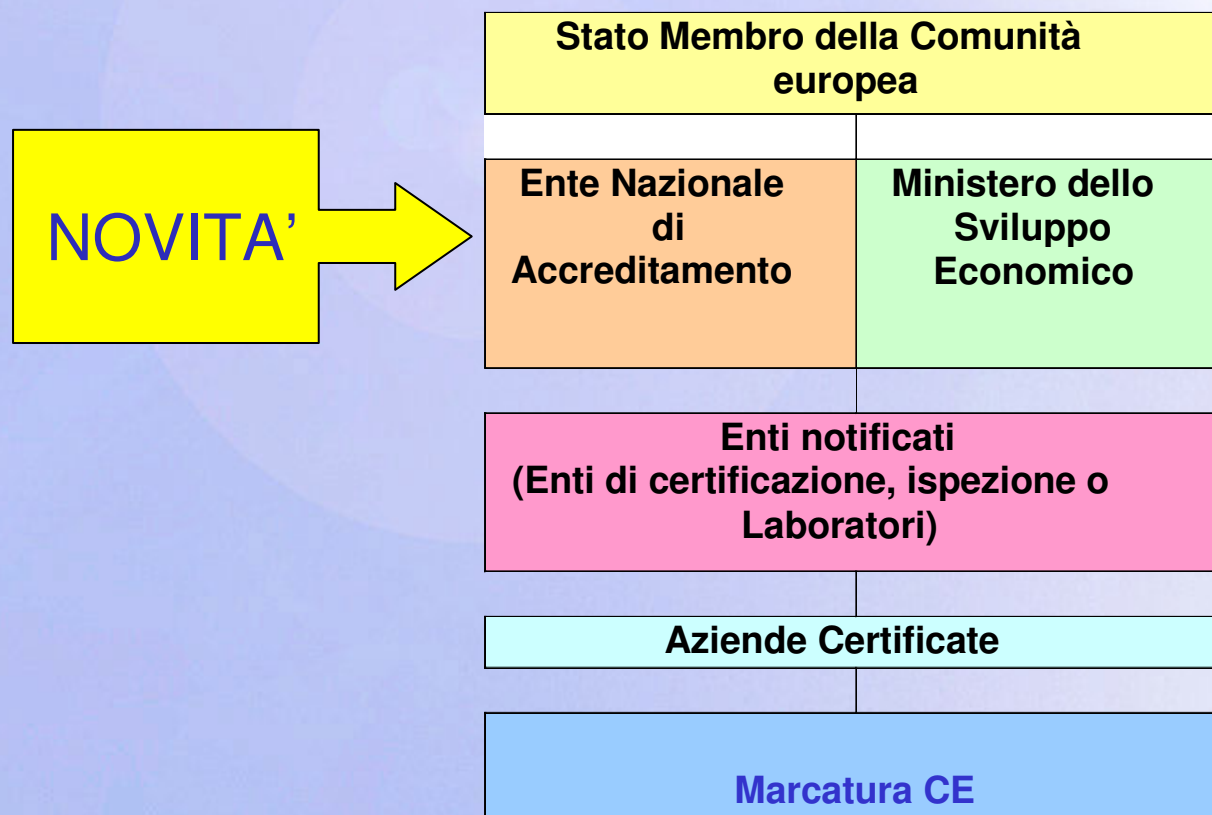 Stato Membro della Comunità
europea
NOVITA’
Ente Nazionale
di
Accreditamento
Ministero dello
Sviluppo
Economico
Enti notificati
(Enti di certificazione, ispezione o
Laboratori)
Aziende Certificate
Marcatura CE